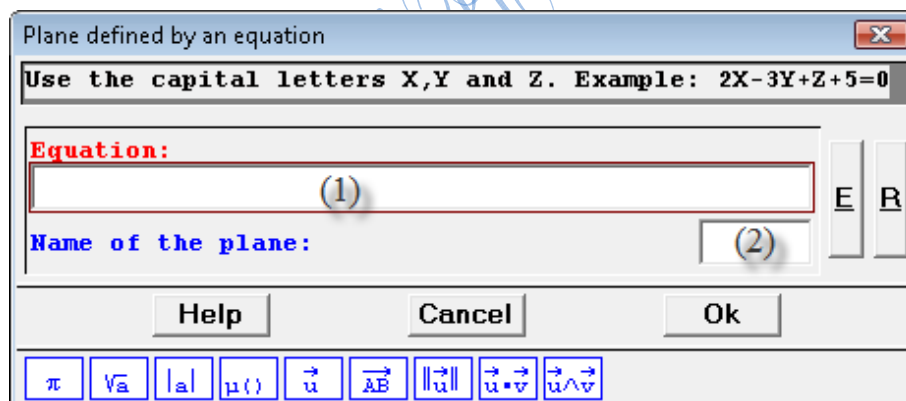 Plane defined by an equation
Use the capital letters X,Y and Z. Example: 2X-3Y+Z+5=0
Equation:
(1)
E R
Name of the plane: (2)
Help Cancel Ok
π √a |a| μ() u⃗ A⃗B⃗ ‖u⃗‖ u⃗▪v⃗ u⃗∧v⃗